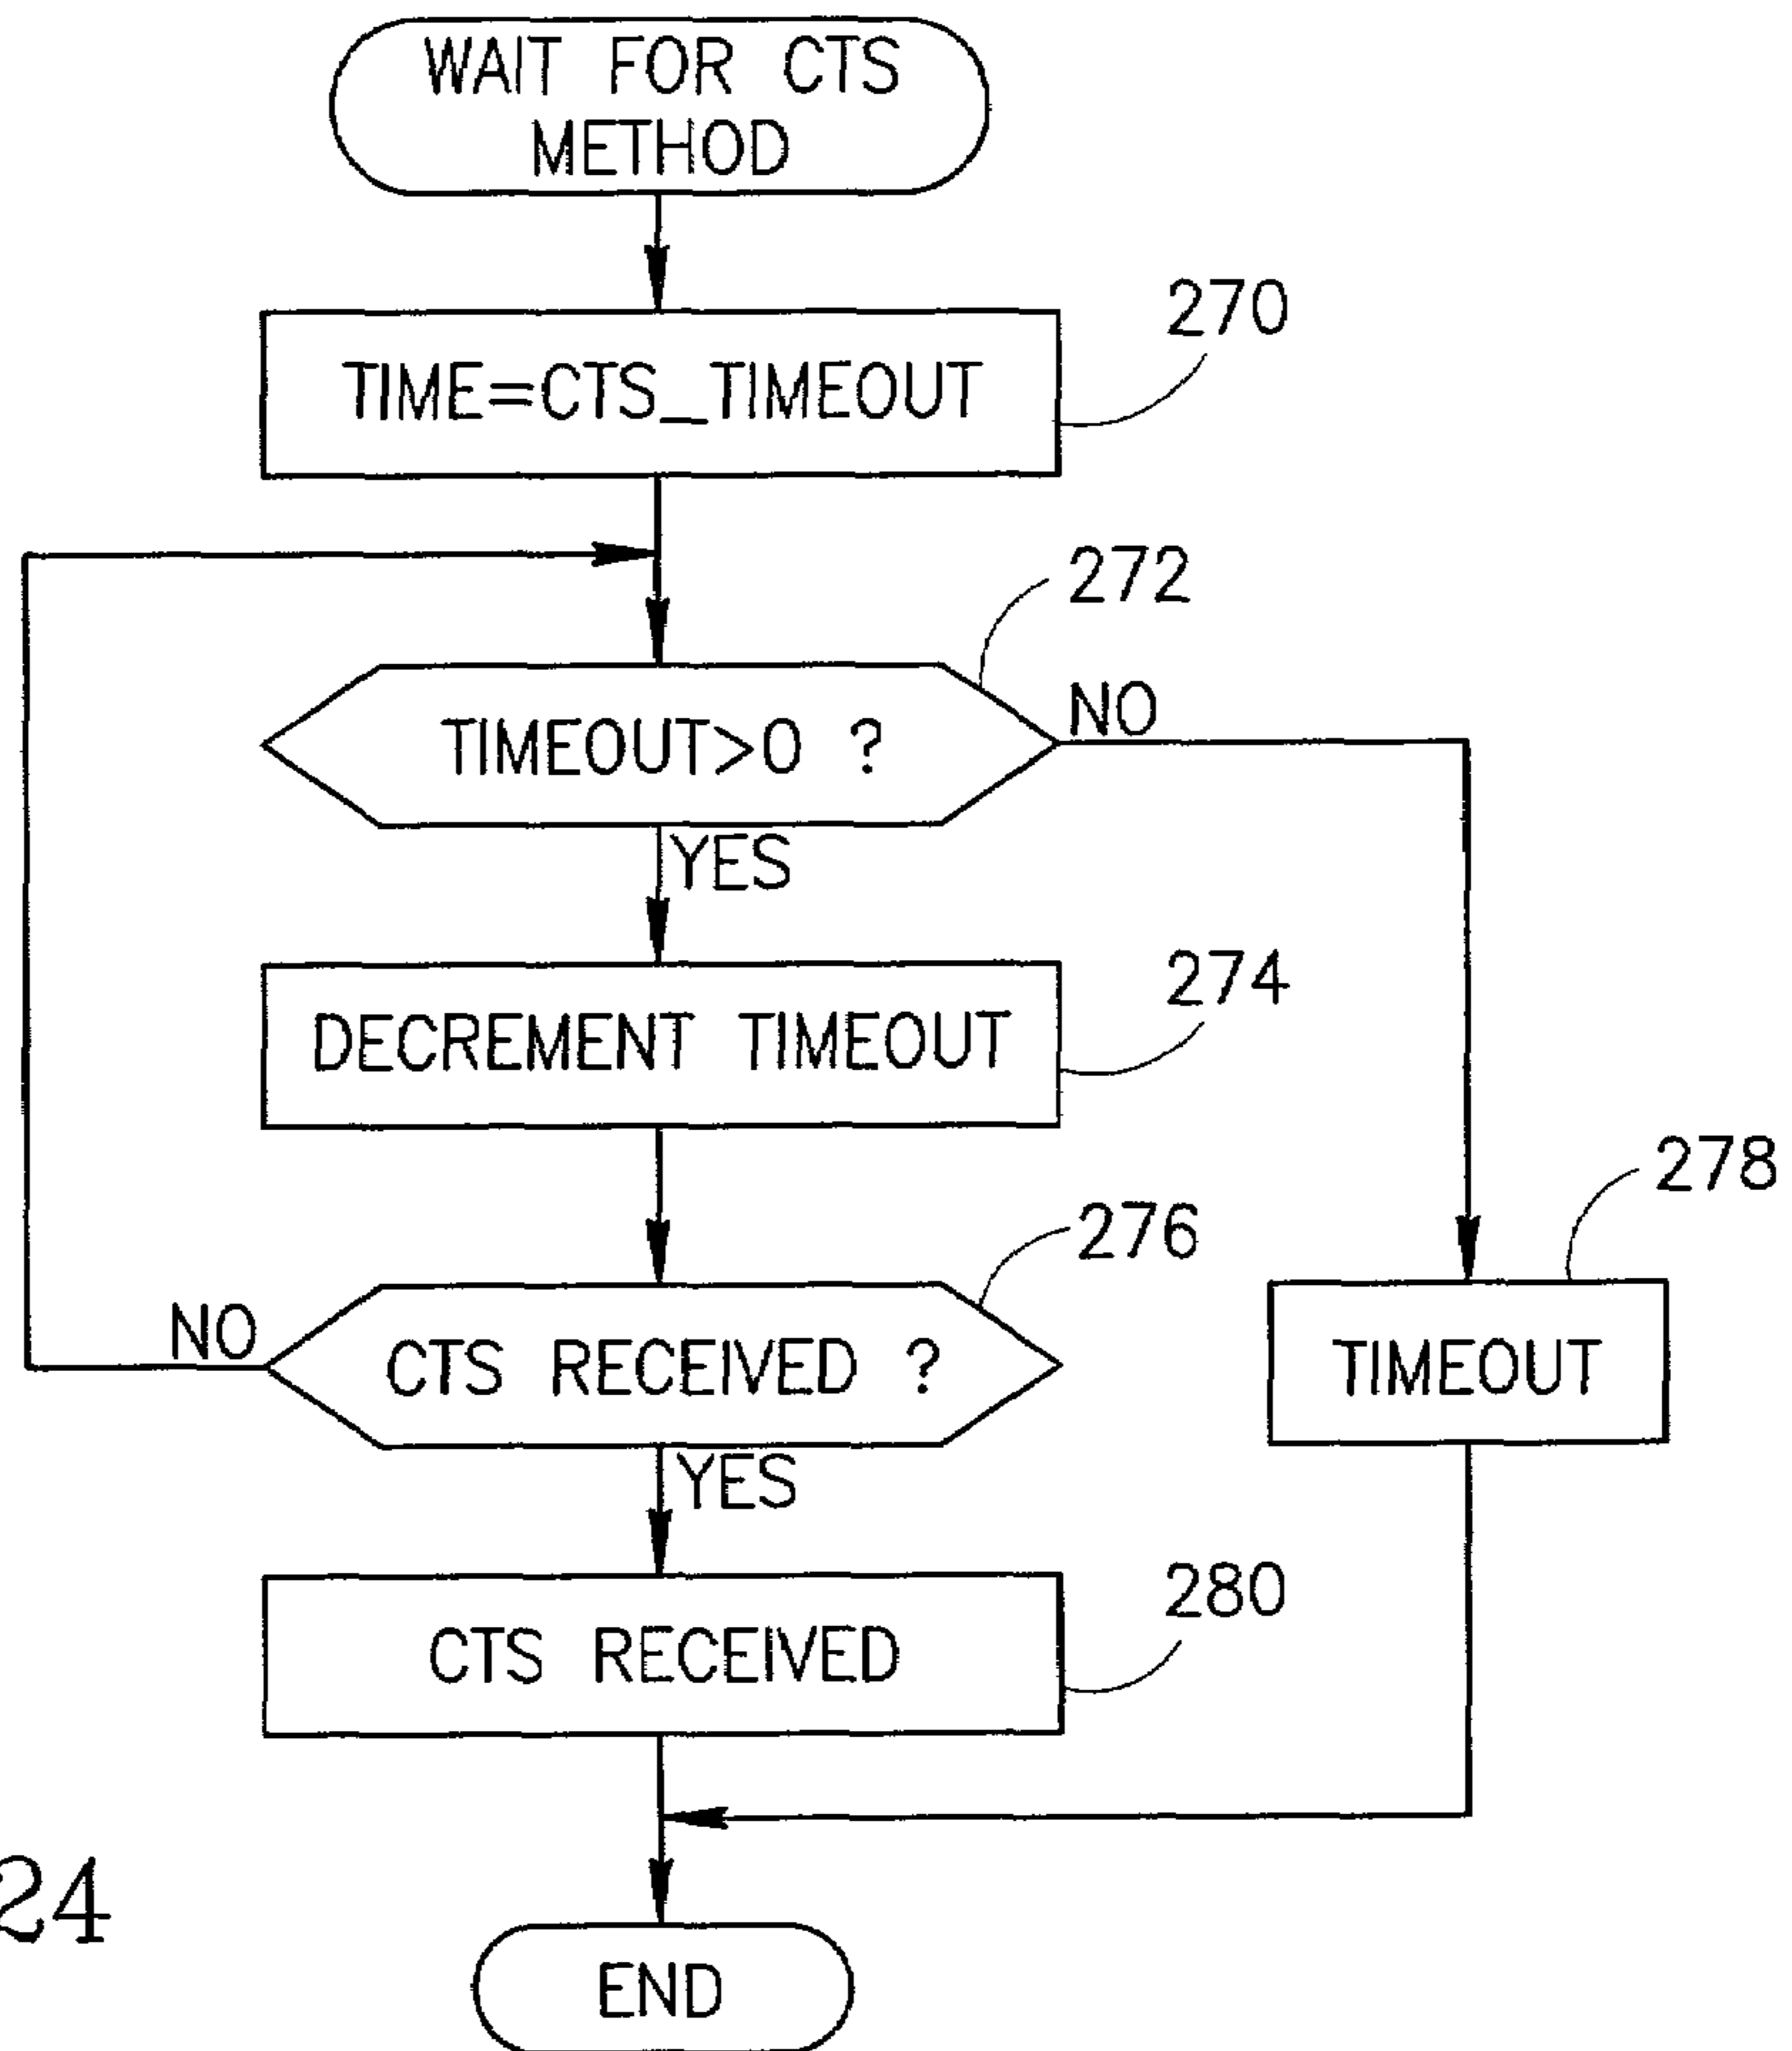 WAIT FOR CTS
METHOD
270
TIME=CTS_TIMEOUT
272
TIMEOUT>0 ?
NO
YES
274
DECREMENT TIMEOUT
278
276
NO
CTS RECEIVED ?
TIMEOUT
YES
280
CTS RECEIVED
24
END